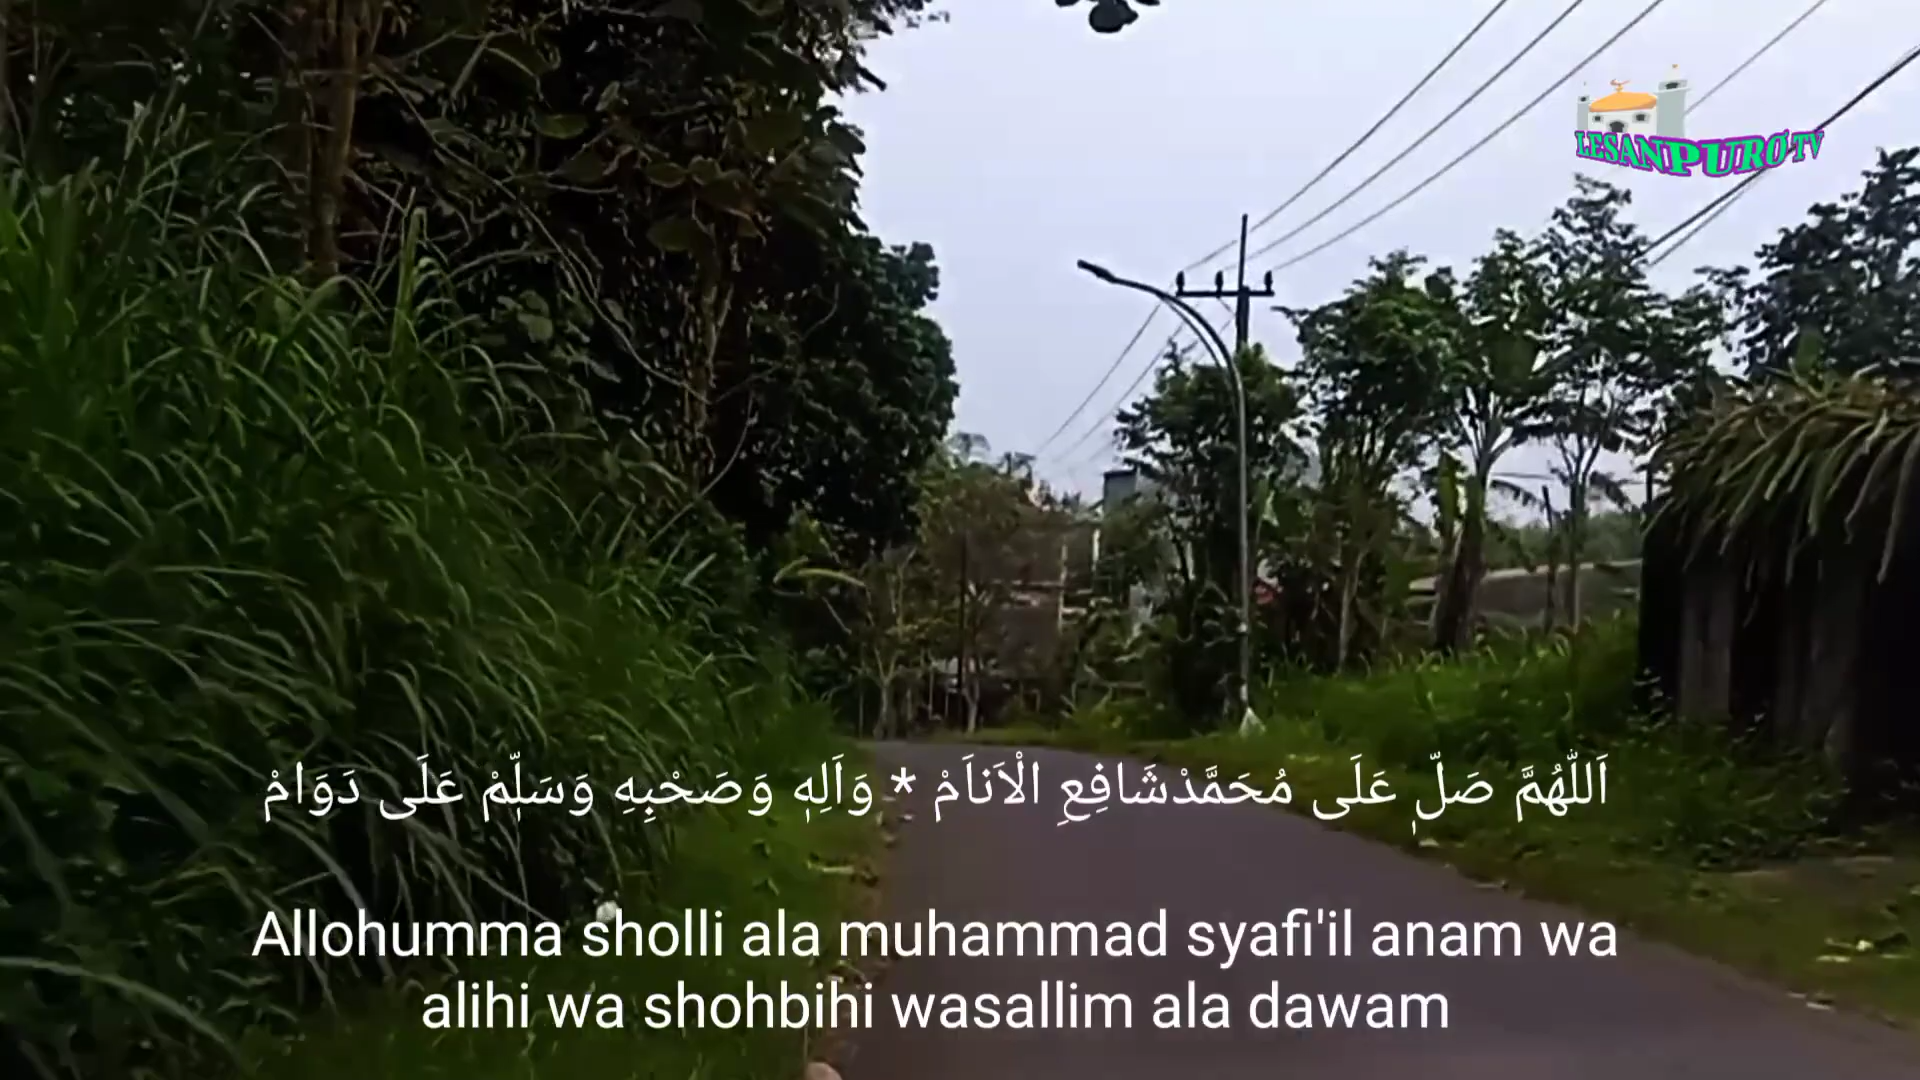 LESANPURO TV
اَللّٰهُمَّ صَلِّ عَلَى مُحَمَّدْشَافِعِ الْاَناَمْ * وَاَلِهٖ وَصَحْبِهِ وَسَلِّمْ عَلَى دَوَامْ
Allohumma sholli ala muhammad syafi'il anam wa
alihi wa shohbihi wasallim ala dawam